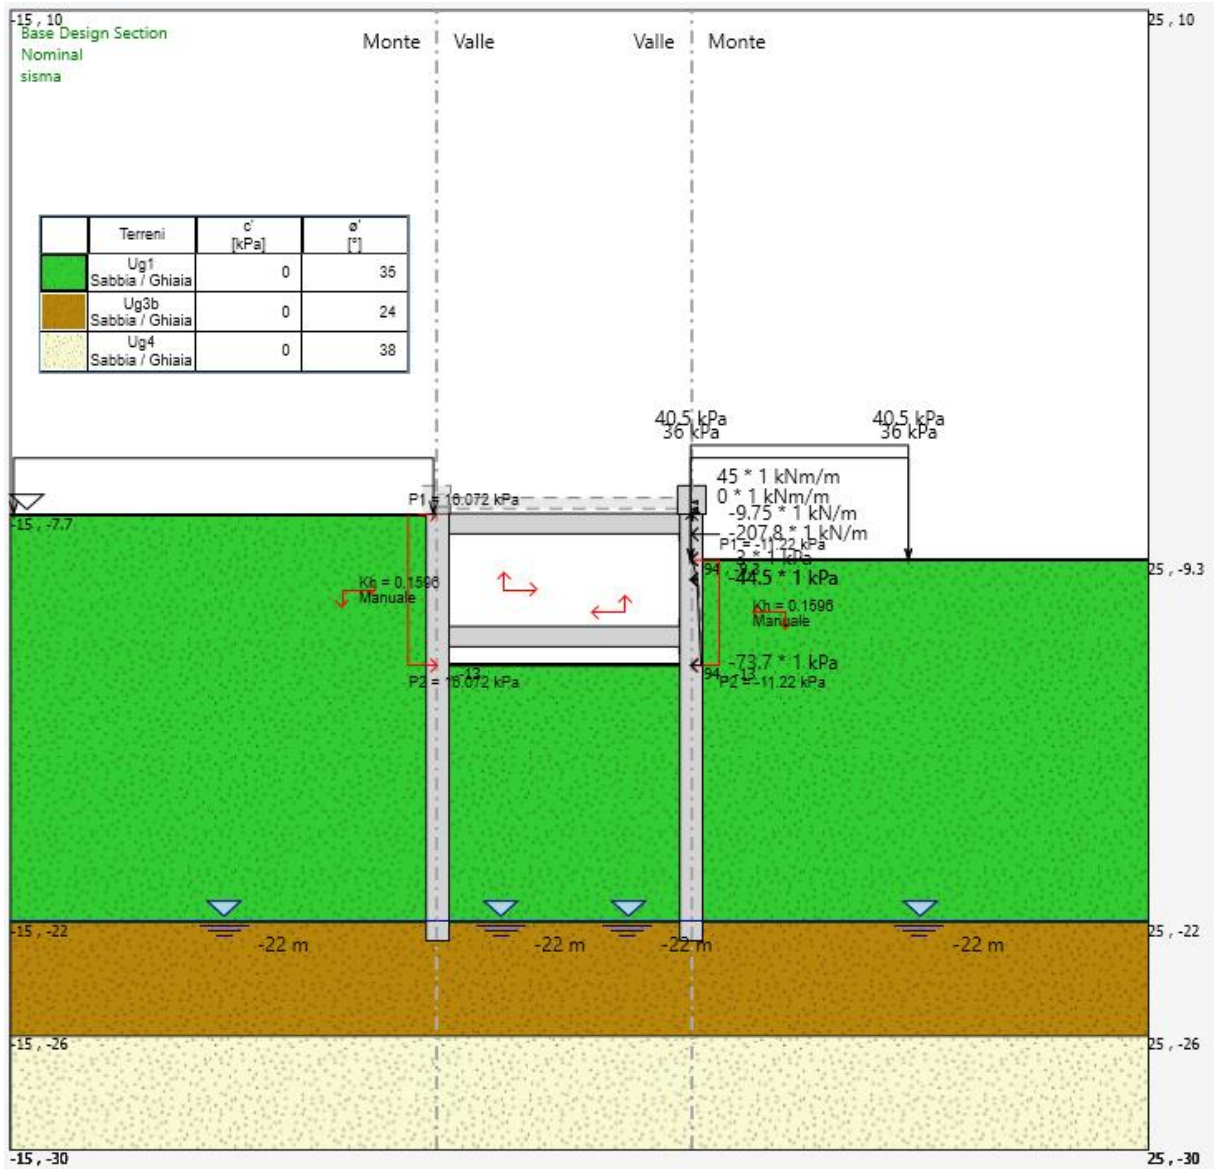 -15 , 10
25 , 10
Base Design Section
Nominal
sisma
Monte
Valle
Valle
Monte
Terreni
c'
[kPa]
ø'
[°]
Ug1
Sabbia / Ghiaia
0
35
Ug3b
Sabbia / Ghiaia
0
24
Ug4
Sabbia / Ghiaia
0
38
40.5 kPa
36 kPa
40.5 kPa
36 kPa
45 * 1 kNm/m
0 * 1 kNm/m
-9.75 * 1 kN/m
-207.8 * 1 kN/m
P1 = 16.072 kPa
P1 = -11.22 kPa
-15 , -7.7
-9.3
25 , -9.3
-44.5 * 1 kPa
Kh = 0.1596
Manuale
Kh = 0.1596
Manuale
-73.7 * 1 kPa
-13
-13
P2 = 16.072 kPa
P2 = -11.22 kPa
-15 , -22
-22 m
-22 m
-22 m
-22 m
25 , -22
-15 , -26
25 , -26
-15 , -30
25 , -30